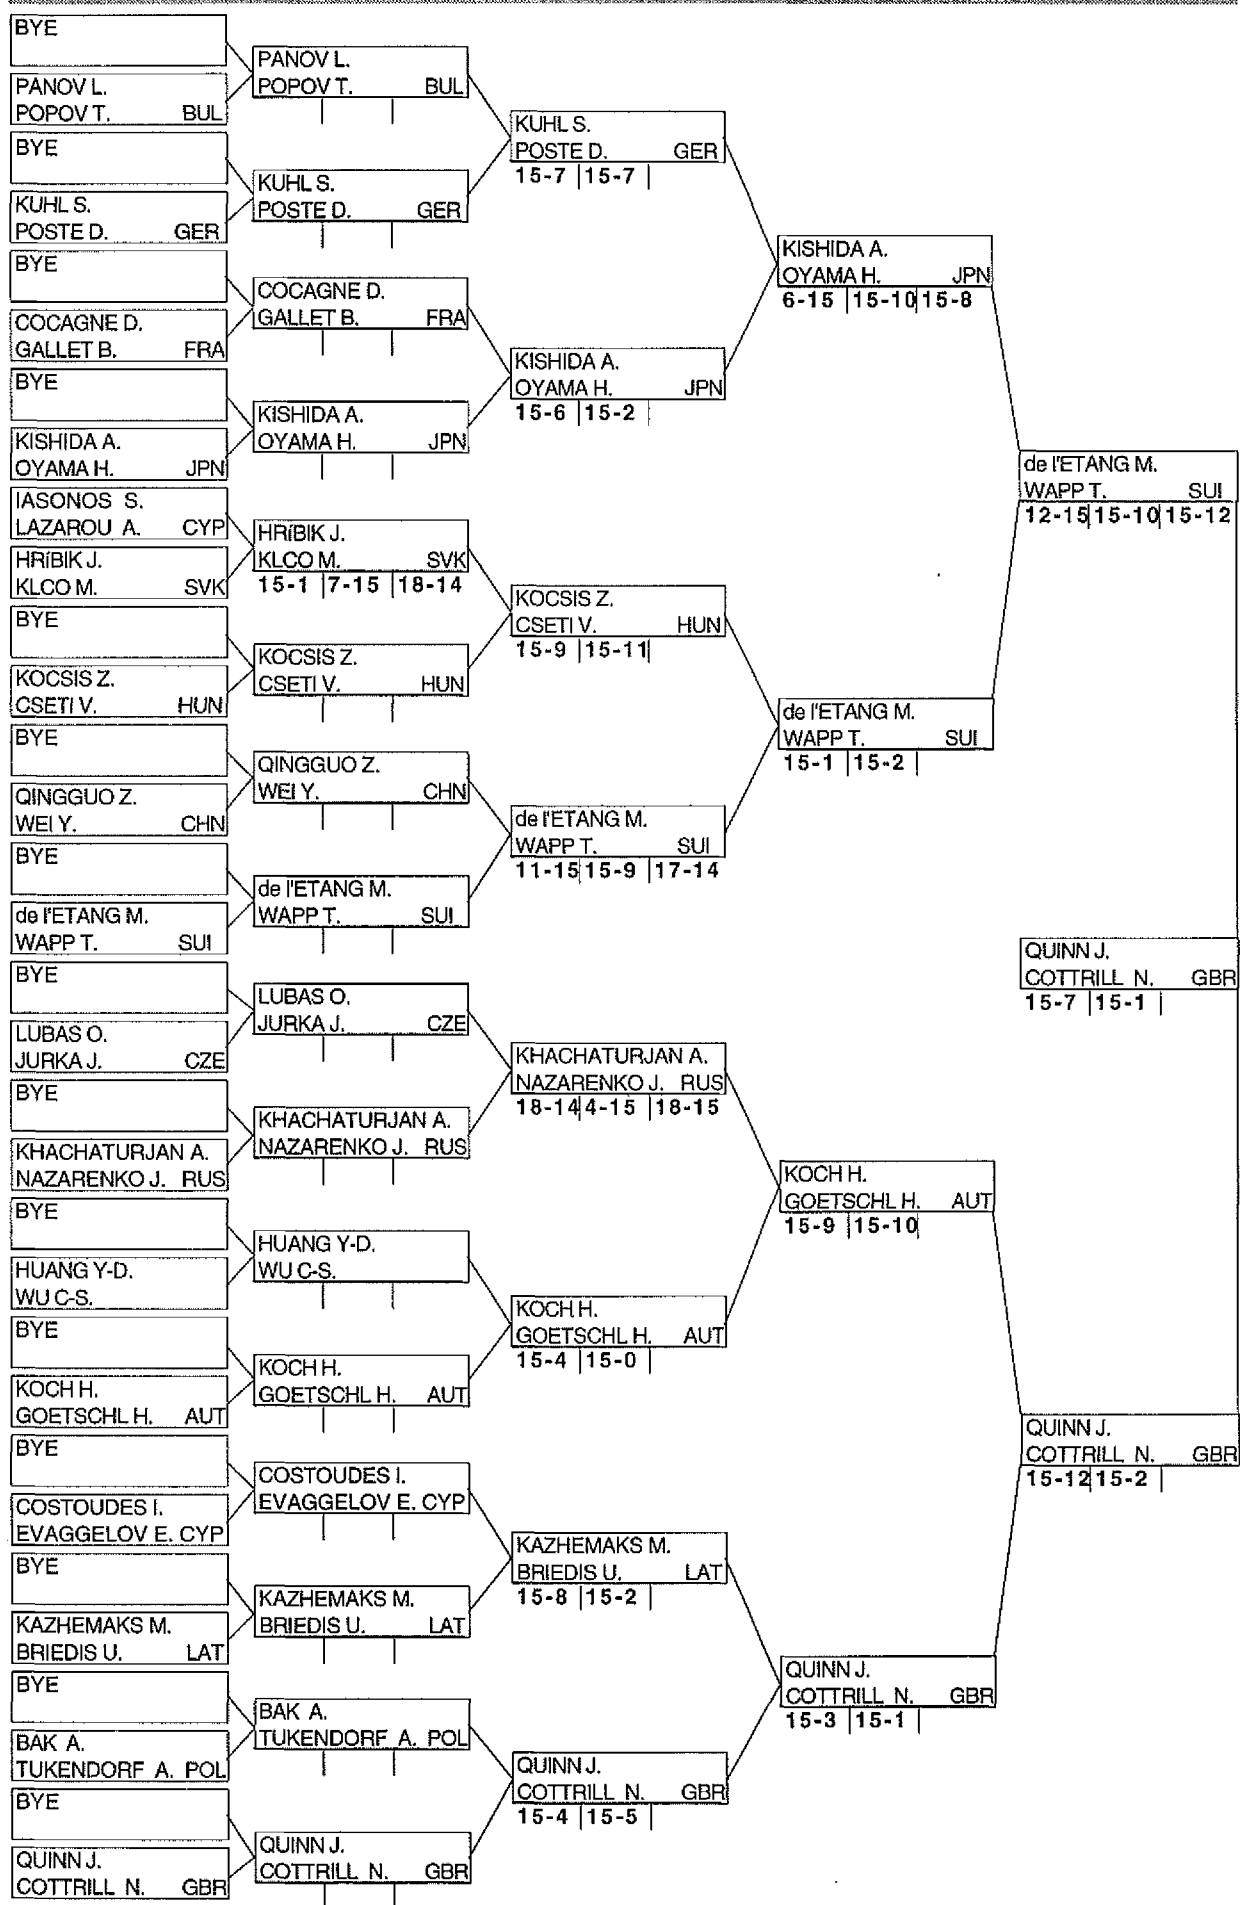 BYE
PANOV L.
POPOV T. BUL
BYE
KUHL S.
POSTE D. GER
BYE
COCAGNE D.
GALLET B. FRA
BYE
KISHIDA A.
OYAMA H. JPN
IASONOS S.
LAZAROU A. CYP
HRíBIK J.
KLCO M. SVK
BYE
KOCSIS Z.
CSETI V. HUN
BYE
QINGGUO Z.
WEI Y. CHN
BYE
de l'ETANG M.
WAPP T. SUI
BYE
LUBAS O.
JURKA J. CZE
BYE
KHACHATURJAN A.
NAZARENKO J. RUS
BYE
HUANG Y-D.
WU C-S.
BYE
KOCH H.
GOETSCHL H. AUT
BYE
COSTOUDES I.
EVAGGELOV E. CYP
BYE
KAZHEMAKS M.
BRIEDIS U. LAT
BYE
BAK A.
TUKENDORF A. POL
BYE
QUINN J.
COTTRILL N. GBR
PANOV L.
POPOV T. BUL
KUHL S.
POSTE D. GER
COCAGNE D.
GALLET B. FRA
KISHIDA A.
OYAMA H. JPN
HRíBIK J.
KLCO M. SVK
15-1 |7-15 |18-14
KOCSIS Z.
CSETI V. HUN
QINGGUO Z.
WEI Y. CHN
de l'ETANG M.
WAPP T. SUI
LUBAS O.
JURKA J. CZE
KHACHATURJAN A.
NAZARENKO J. RUS
HUANG Y-D.
WU C-S.
KOCH H.
GOETSCHL H. AUT
COSTOUDES I.
EVAGGELOV E. CYP
KAZHEMAKS M.
BRIEDIS U. LAT
BAK A.
TUKENDORF A. POL
QUINN J.
COTTRILL N. GBR
KUHL S.
POSTE D. GER
15-7 |15-7 |
KISHIDA A.
OYAMA H. JPN
15-6 |15-2 |
KOCSIS Z.
CSETI V. HUN
15-9 |15-11|
de l'ETANG M.
WAPP T. SUI
11-15|15-9 |17-14
KHACHATURJAN A.
NAZARENKO J. RUS
18-14|4-15 |18-15
KOCH H.
GOETSCHL H. AUT
15-4 |15-0 |
KAZHEMAKS M.
BRIEDIS U. LAT
15-8 |15-2 |
QUINN J.
COTTRILL N. GBR
15-4 |15-5 |
KISHIDA A.
OYAMA H. JPN
6-15 |15-10|15-8
de l'ETANG M.
WAPP T. SUI
15-1 |15-2 |
KOCH H.
GOETSCHL H. AUT
15-9 |15-10|
QUINN J.
COTTRILL N. GBR
15-3 |15-1 |
de l'ETANG M.
WAPP T. SUI
12-15|15-10|15-12
QUINN J.
COTTRILL N. GBR
15-12|15-2 |
QUINN J.
COTTRILL N. GBR
15-7 |15-1 |